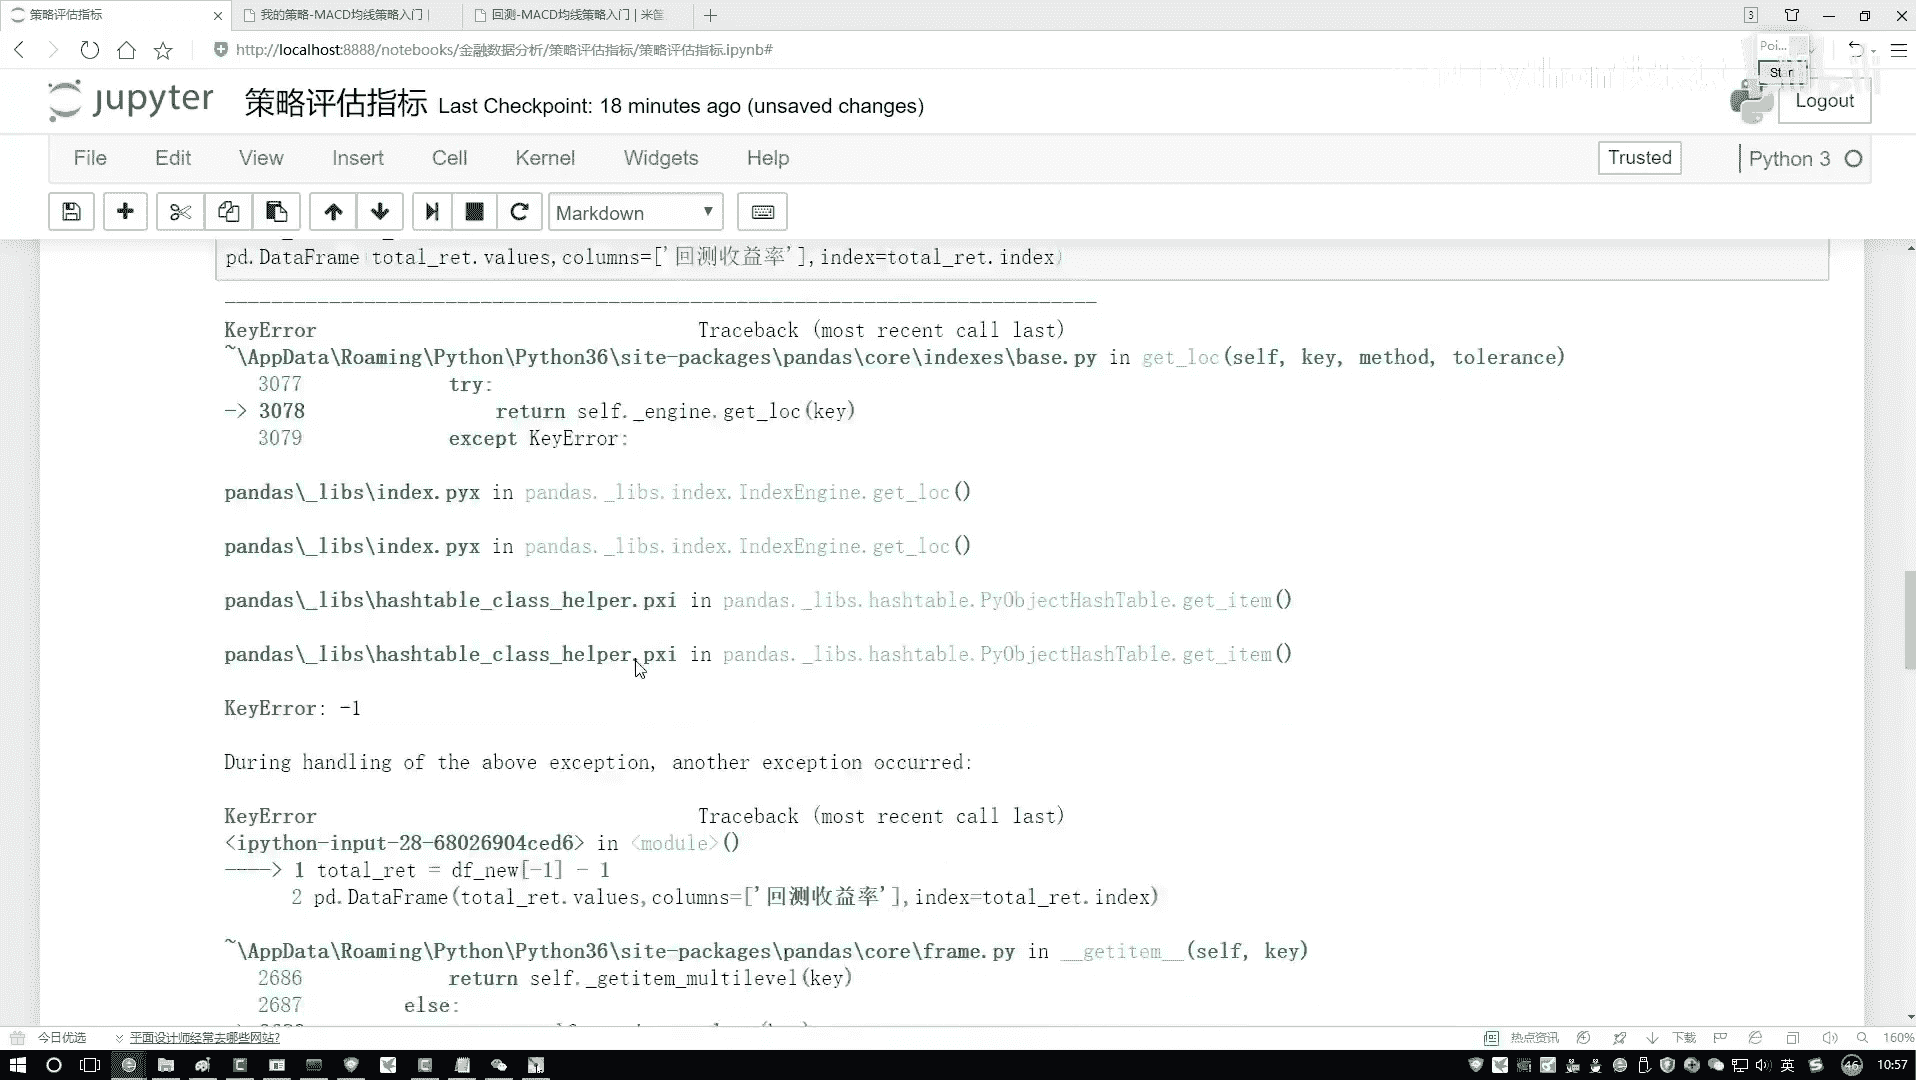 策略评估指标
我的策略-MACD均线策略入门 |
回测-MACD均线策略入门 | 米筐
3
http://localhost:8888/notebooks/金融数据分析/策略评估指标/策略评估指标.ipynb#
Poi...
Start
jupyter 策略评估指标 Last Checkpoint: 18 minutes ago (unsaved changes)
Logout
File Edit View Insert Cell Kernel Widgets Help
Trusted
Python 3
Markdown
pd.DataFrame(total_ret.values,columns=['回测收益率'],index=total_ret.index)
---------------------------------------------------------------------------
KeyError Traceback (most recent call last)
~\AppData\Roaming\Python\Python36\site-packages\pandas\core\indexes\base.py in get_loc(self, key, method, tolerance)
3077 try:
-> 3078 return self._engine.get_loc(key)
3079 except KeyError:
pandas\_libs\index.pyx in pandas._libs.index.IndexEngine.get_loc()
pandas\_libs\index.pyx in pandas._libs.index.IndexEngine.get_loc()
pandas\_libs\hashtable_class_helper.pxi in pandas._libs.hashtable.PyObjectHashTable.get_item()
pandas\_libs\hashtable_class_helper.pxi in pandas._libs.hashtable.PyObjectHashTable.get_item()
KeyError: -1
During handling of the above exception, another exception occurred:
KeyError Traceback (most recent call last)
<ipython-input-28-68026904ced6> in <module>()
----> 1 total_ret = df_new[-1] - 1
2 pd.DataFrame(total_ret.values,columns=['回测收益率'],index=total_ret.index)
~\AppData\Roaming\Python\Python36\site-packages\pandas\core\frame.py in __getitem__(self, key)
2686 return self._getitem_multilevel(key)
2687 else:
今日优选
平面设计师经常去哪些网站?
热点资讯
下载
160%
英
46
10:57